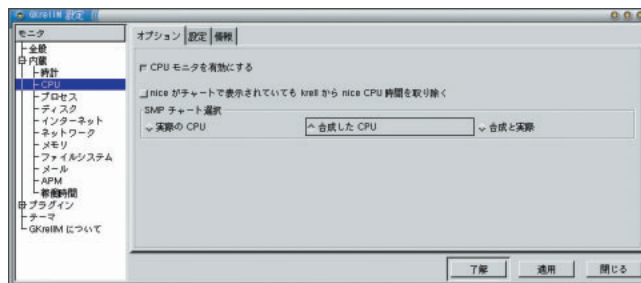 GKrellM 設定
モニタ
全般
内蔵
時計
CPU
プロセス
ディスク
インターネット
ネットワーク
メモリ
ファイルシステム
メール
APM
稼働時間
プラグイン
テーマ
GKrellM について
オプション 設定 情報
CPU モニタを有効にする
nice がチャートで表示されていても krell から nice CPU 時間を取り除く
SMP チャート選択
実際の CPU 合成した CPU 合成と実際
了解 適用 閉じる